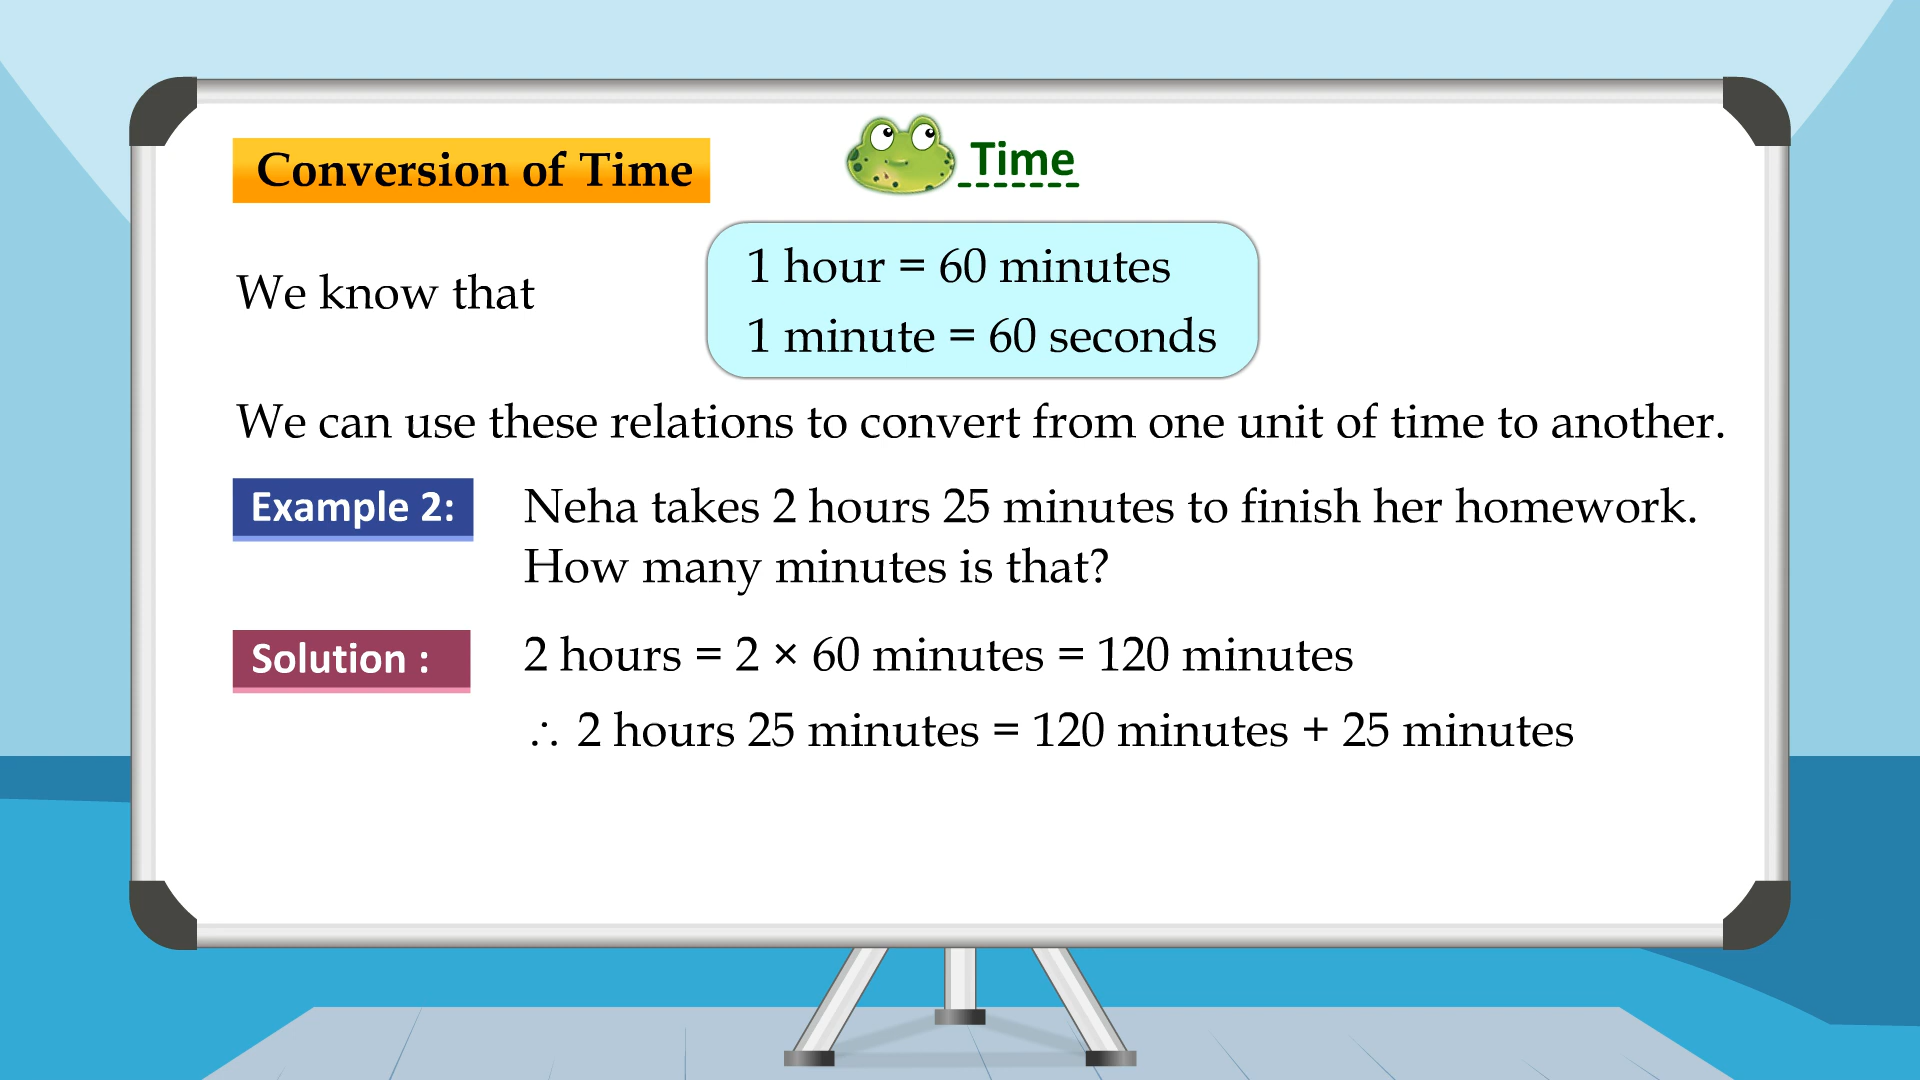 Conversion of Time
Time
We know that
1 hour = 60 minutes
1 minute = 60 seconds
We can use these relations to convert from one unit of time to another.
Example 2:
Neha takes 2 hours 25 minutes to finish her homework.
How many minutes is that?
Solution :
2 hours = 2 × 60 minutes = 120 minutes
∴ 2 hours 25 minutes = 120 minutes + 25 minutes